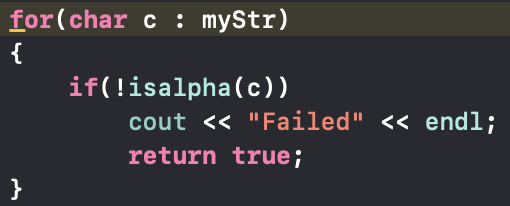 for(char c : myStr)
{
    if(!isalpha(c))
        cout << "Failed" << endl;
        return true;
}